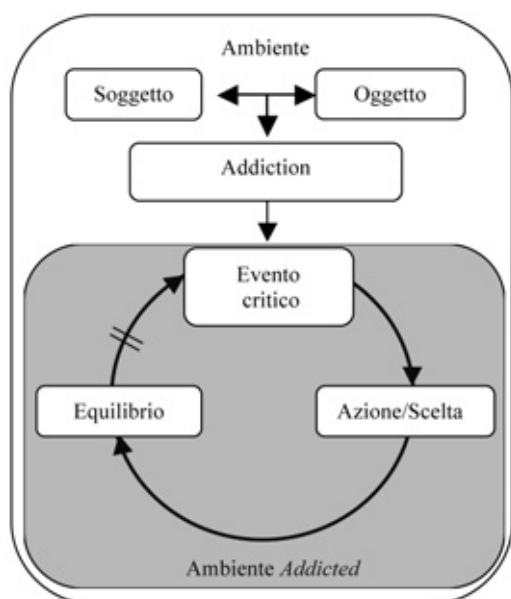 Ambiente
Soggetto
Oggetto
Addiction
Evento
critico
Equilibrio
Azione/Scelta
Ambiente Addicted